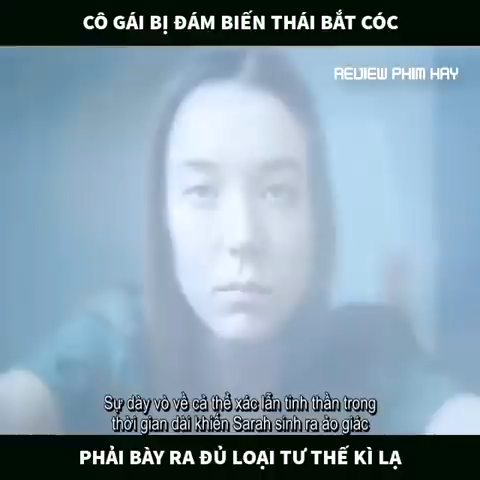 CÔ GÁI BỊ ĐÁM BIẾN THÁI BẮT CÓC
REVIEW PHIM HAY
Sự dày vò về cả thể xác lẫn tinh thần trong
thời gian dài khiến Sarah sinh ra ảo giác
PHẢI BÀY RA ĐỦ LOẠI TƯ THẾ KÌ LẠ